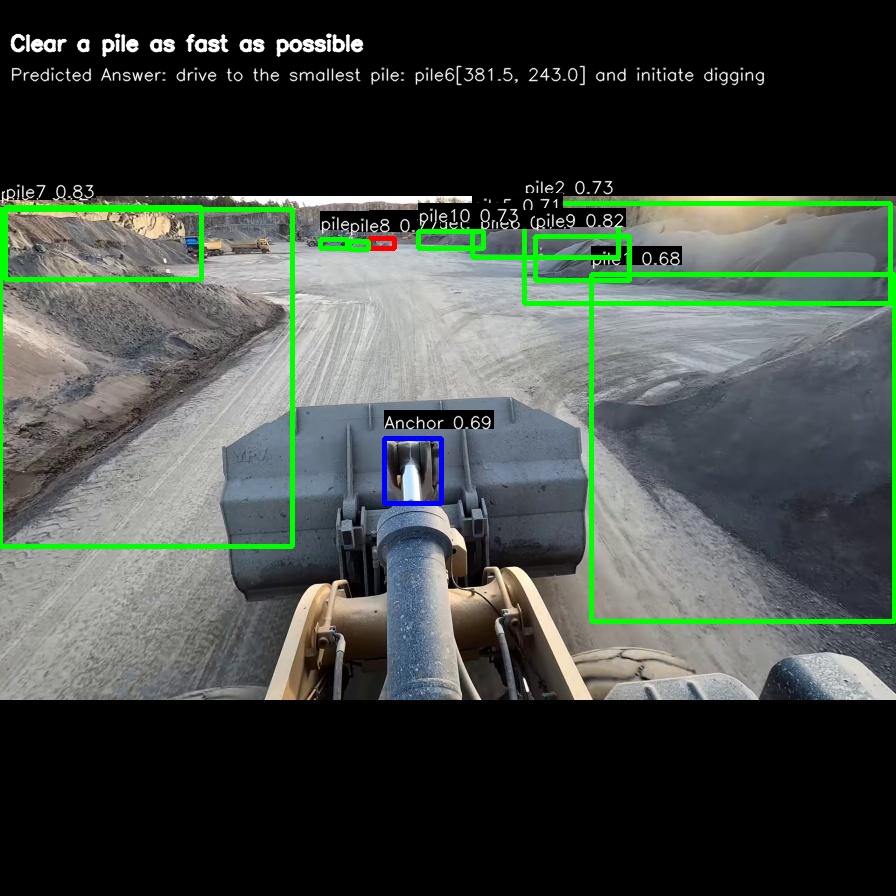 Clear a pile as fast as possible
Predicted Answer: drive to the smallest pile: pile6[381.5, 243.0] and initiate digging
pile2 0.73
pile7 0.83
pile10 0.73
pile9 0.82
pile8
0.68
Anchor 0.69